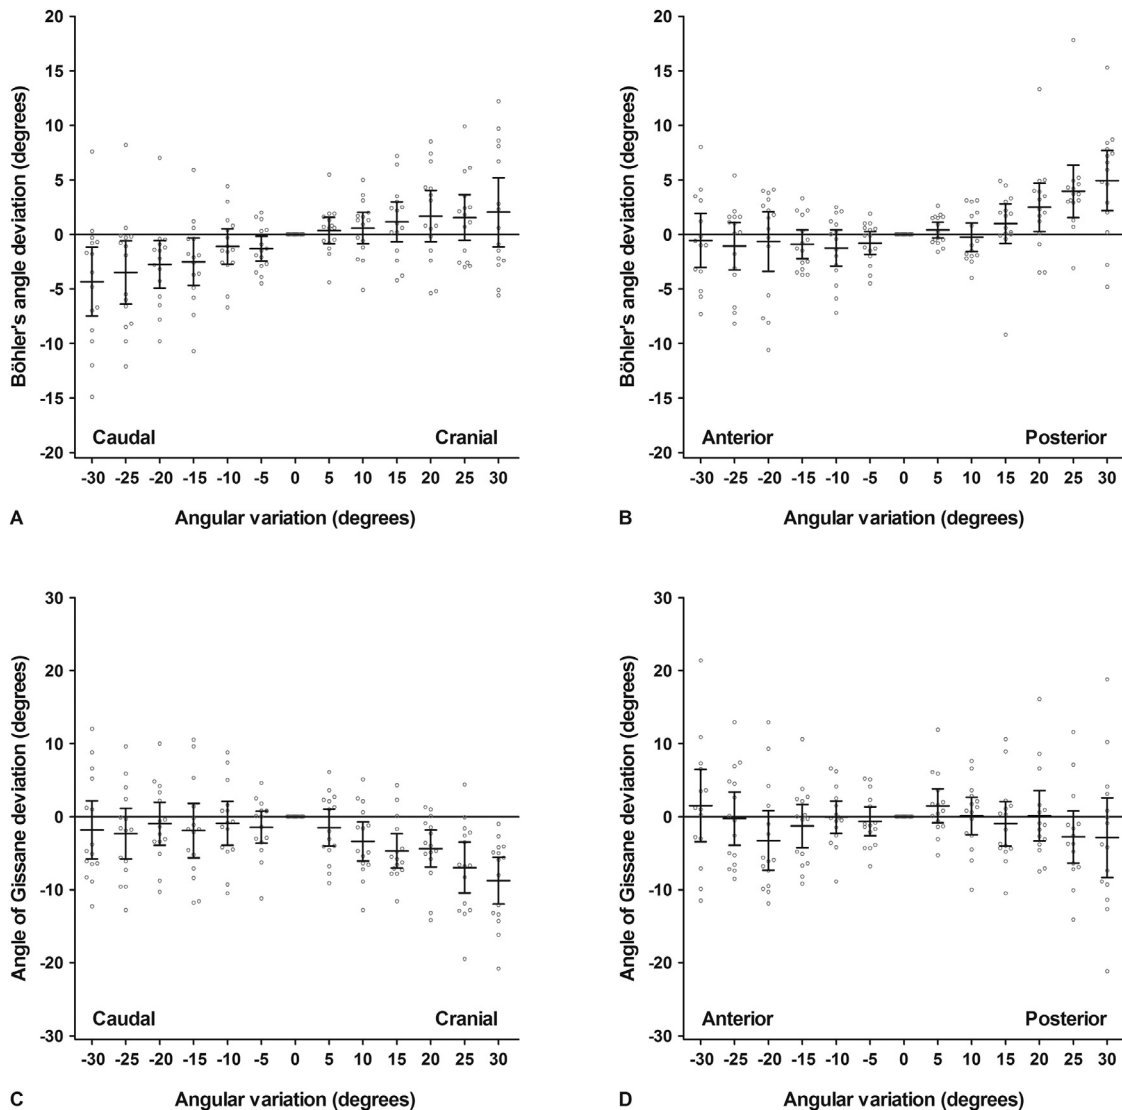 20
15
10
5
0
-5
-10
-15
-20
Böhler's angle deviation (degrees)
Caudal
Cranial
-30 -25 -20 -15 -10 -5 0 5 10 15 20 25 30
A
Angular variation (degrees)
20
15
10
5
0
-5
-10
-15
-20
Böhler's angle deviation (degrees)
Anterior
Posterior
-30 -25 -20 -15 -10 -5 0 5 10 15 20 25 30
B
Angular variation (degrees)
30
20
10
0
-10
-20
-30
Angle of Gissane deviation (degrees)
Caudal
Cranial
-30 -25 -20 -15 -10 -5 0 5 10 15 20 25 30
C
Angular variation (degrees)
30
20
10
0
-10
-20
-30
Angle of Gissane deviation (degrees)
Anterior
Posterior
-30 -25 -20 -15 -10 -5 0 5 10 15 20 25 30
D
Angular variation (degrees)